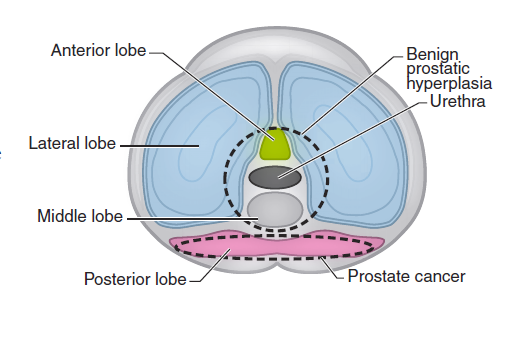 Anterior lobe
Benign
prostatic
hyperplasia
Urethra
Lateral lobe
Middle lobe
Posterior lobe
Prostate cancer